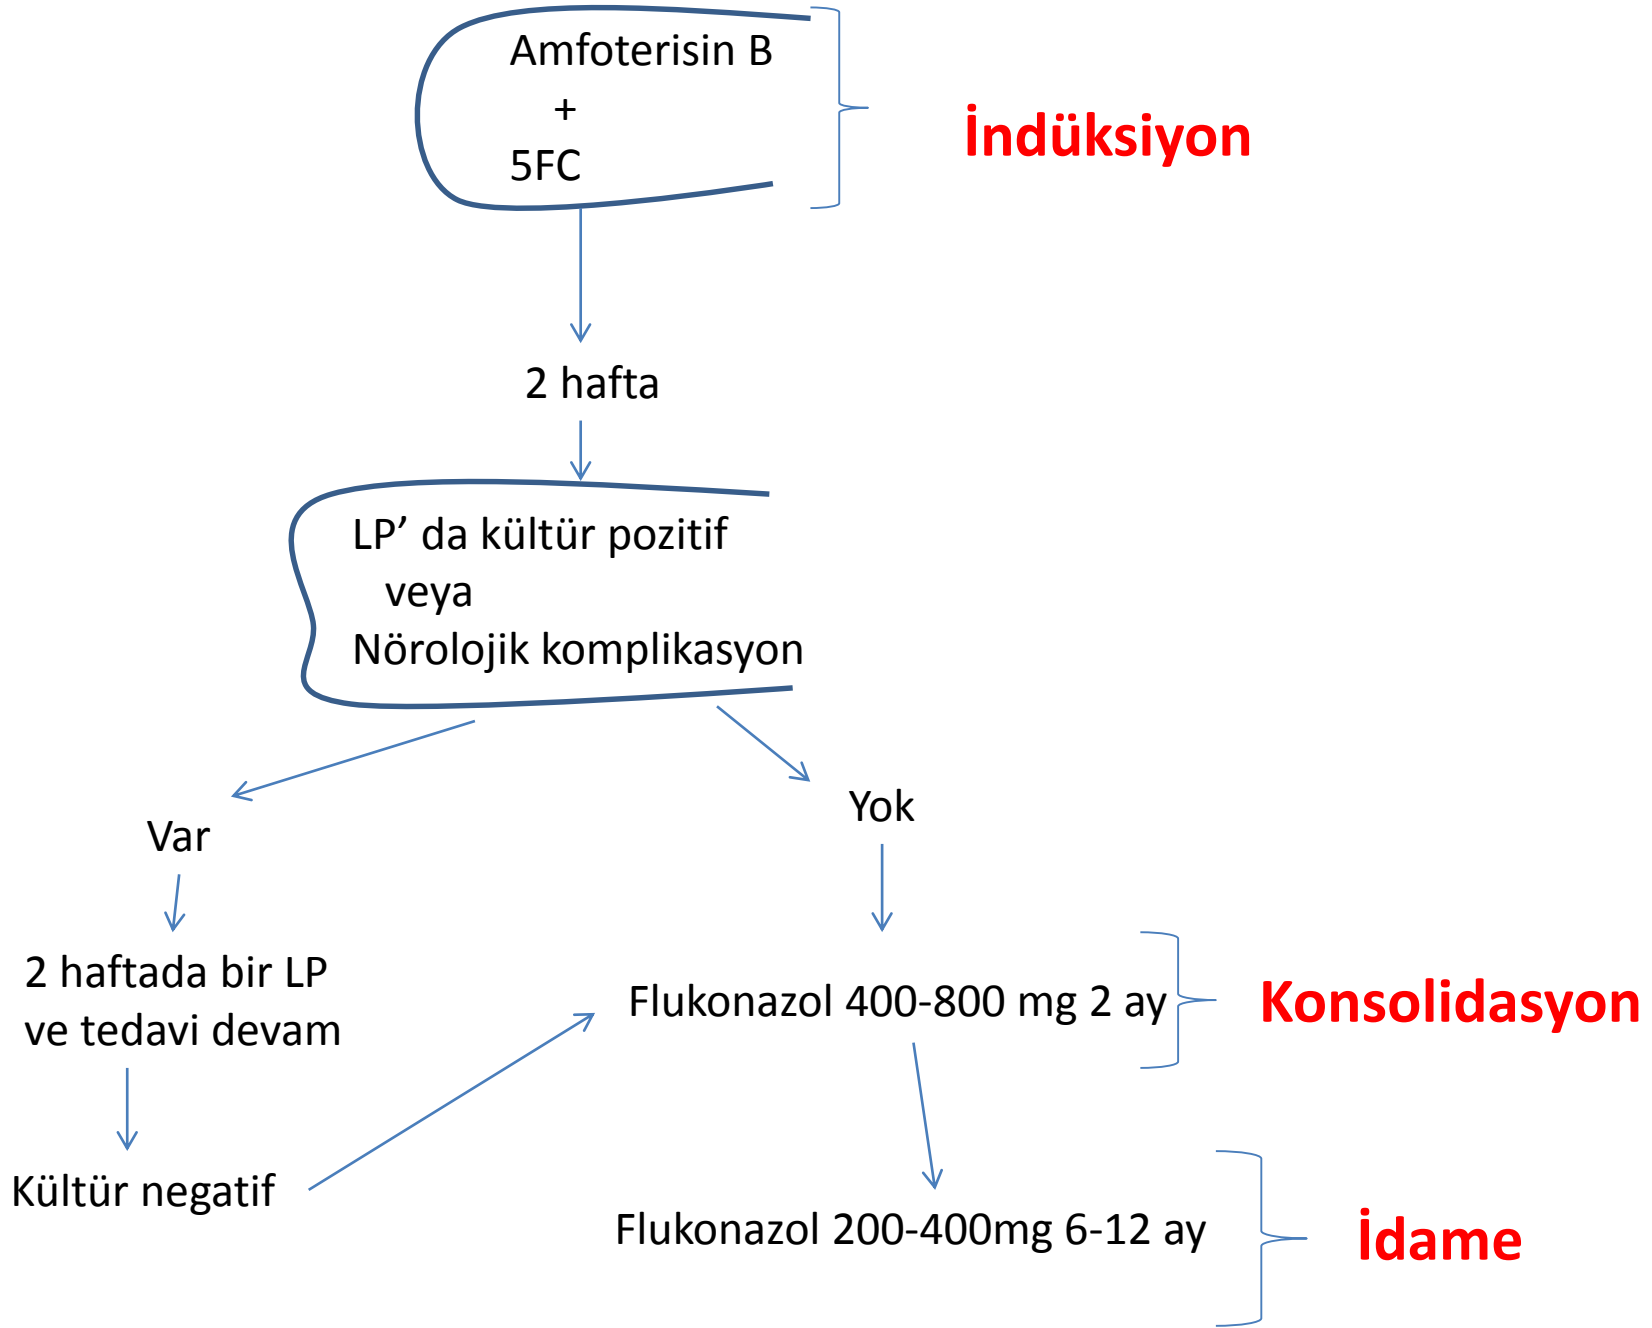 Amfoterisin B
+
5FC
İndüksiyon
2 hafta
LP’ da kültür pozitif
veya
Nörolojik komplikasyon
Var
Yok
2 haftada bir LP
ve tedavi devam
Flukonazol 400-800 mg 2 ay
Konsolidasyon
Kültür negatif
Flukonazol 200-400mg 6-12 ay
İdame